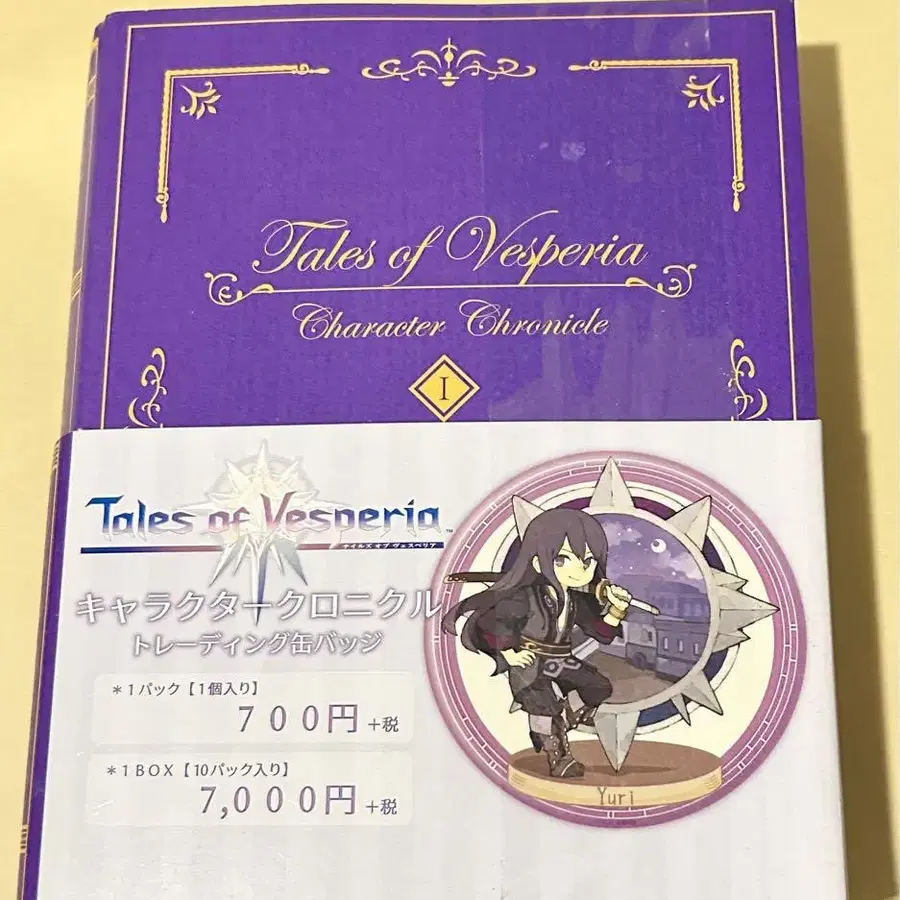 Tales of Vesperia
Character Chronicle
I
Tales of Vesperia™
テイルズ オブ ヴェスペリア
キャラクタークロニクル
トレーディング缶バッジ
＊1パック【1個入り】
700円 +税
＊1BOX【10パック入り】
7,000円 +税
Yuri